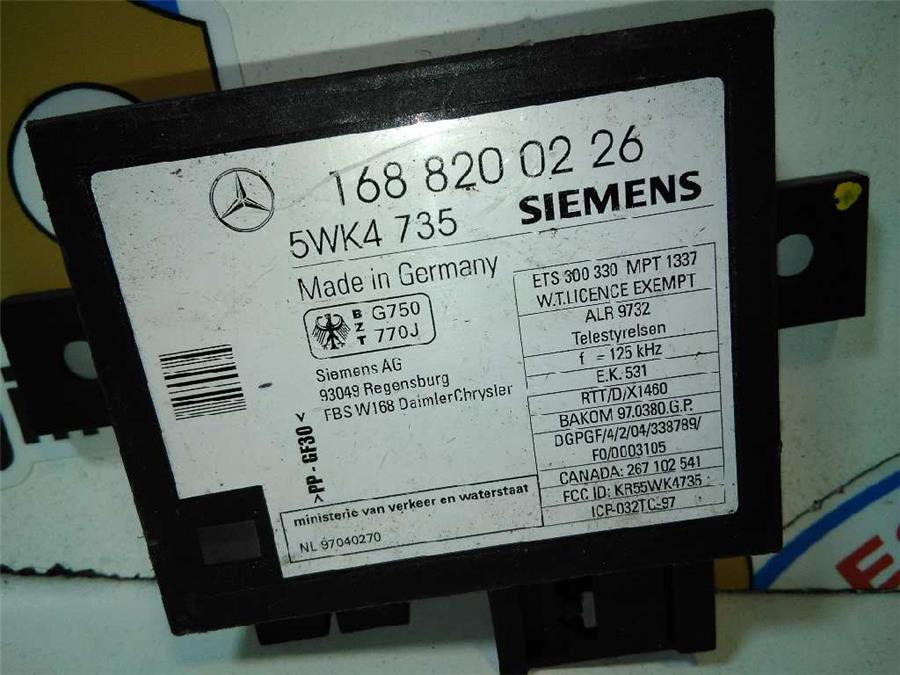 168 820 02 26
5WK4 735
SIEMENS
Made in Germany
BZT
G750
770J
Siemens AG
93049 Regensburg
FBS W168 DaimlerChrysler
>PP-GF30<
ministerie van verkeer en waterstaat
NL 97040270
ETS 300 330 MPT 1337
W.T.LICENCE EXEMPT
ALR 9732
Telestyrelsen
f = 125 kHz
E.K. 531
RTT/D/X1460
BAKOM 97.0380.G.P.
DGPGF/4/2/04/338789/
FO/0003105
CANADA: 267 102 541
FCC ID: KR55WK4735
ICP-032TC-97